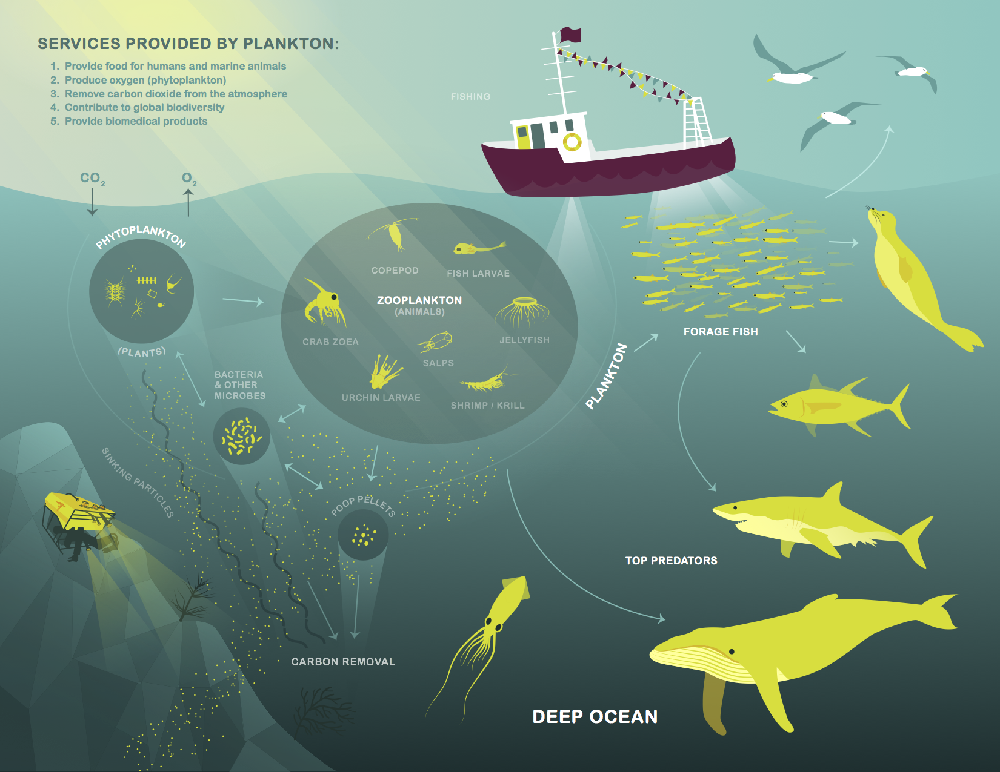 SERVICES PROVIDED BY PLANKTON:
1. Provide food for humans and marine animals
2. Produce oxygen (phytoplankton)
3. Remove carbon dioxide from the atmosphere
4. Contribute to global biodiversity
5. Provide biomedical products
FISHING
CO2
O2
PHYTOPLANKTON
(PLANTS)
COPEPOD
FISH LARVAE
ZOOPLANKTON
(ANIMALS)
CRAB ZOEA
JELLYFISH
SALPS
URCHIN LARVAE
SHRIMP / KRILL
BACTERIA
& OTHER
MICROBES
PLANKTON
FORAGE FISH
SINKING PARTICLES
POOP PELLETS
TOP PREDATORS
CARBON REMOVAL
DEEP OCEAN